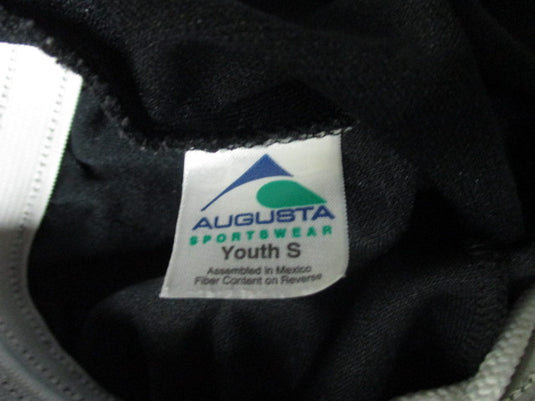 AUGUSTA
SPORTSWEAR
Youth S
Assembled in Mexico
Fiber Content on Reverse